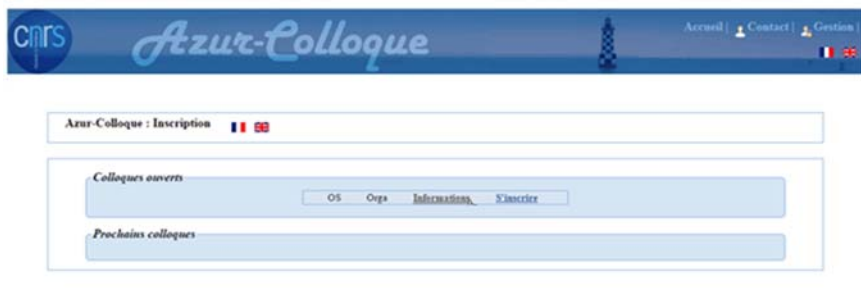 cnrs
Azur-Colloque
Accueil | Contact | Gestion |
Azur-Colloque : Inscription
Colloques ouverts
OS Orga Informations S'inscrire
Prochains colloques